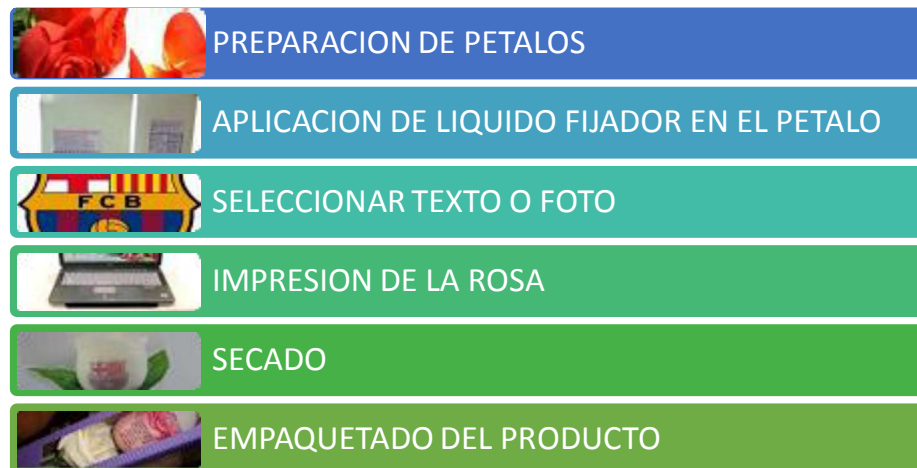 PREPARACION DE PETALOS
APLICACION DE LIQUIDO FIJADOR EN EL PETALO
F C B
SELECCIONAR TEXTO O FOTO
IMPRESION DE LA ROSA
SECADO
EMPAQUETADO DEL PRODUCTO